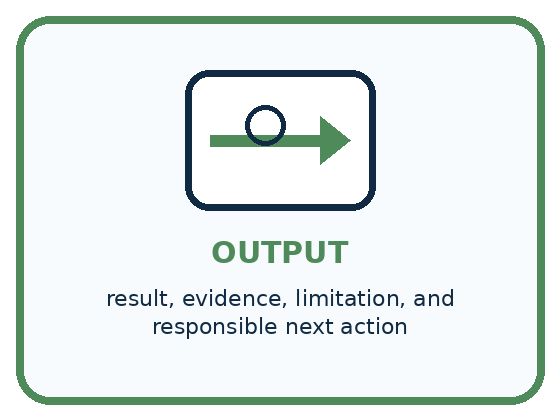 OUTPUT
result, evidence, limitation, and
responsible next action